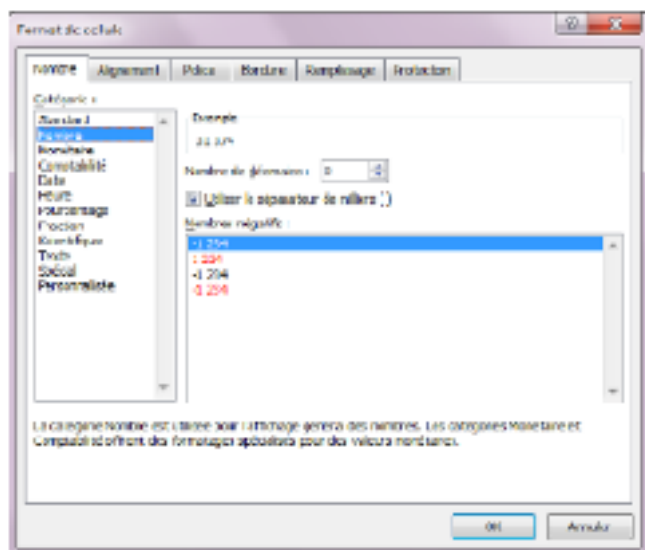 Format de cellule
Nombre Alignement Police Bordure Remplissage Protection
Catégorie :
Standard
Nombre
Monétaire
Comptabilité
Date
Heure
Pourcentage
Fraction
Scientifique
Texte
Spécial
Personnalisée
Exemple
Nombre de décimales : 0
Utiliser le séparateur de milliers ( )
Nombres négatifs :
-1 234
1 234
-1 234
-1 234
La catégorie Nombre est utilisée pour l'affichage général des nombres. Les catégories Monétaire et
Comptabilité offrent des formatages spécialisés pour des valeurs monétaires.
OK Annuler